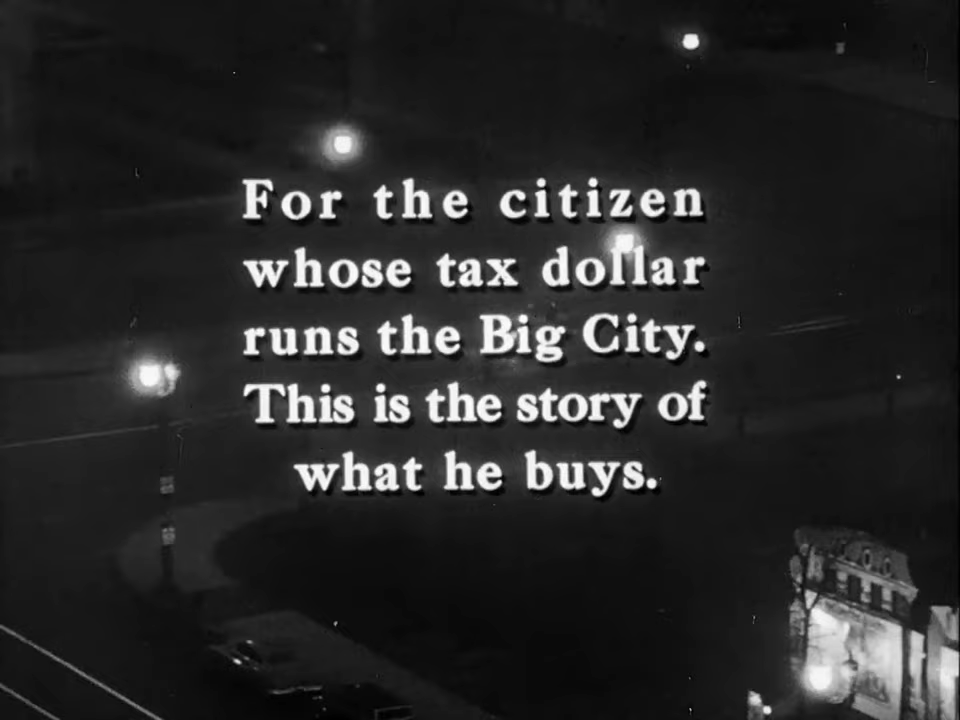 For the citizen
whose tax dollar
runs the Big City.
This is the story of
what he buys.